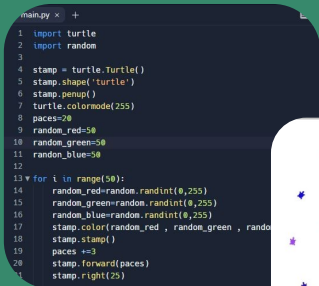 main.py × +
1 import turtle
2 import random
3
4 stamp = turtle.Turtle()
5 stamp.shape('turtle')
6 stamp.penup()
7 turtle.colormode(255)
8 paces=20
9 random_red=50
10 random_green=50
11 randon_blue=50
12
13 for i in range(50):
14 random_red=random.randint(0,255)
15 random_green=random.randint(0,255)
16 random_blue=random.randint(0,255)
17 stamp.color(random_red , random_green , rando
18 stamp.stamp()
19 paces +=3
20 stamp.forward(paces)
21 stamp.right(25)